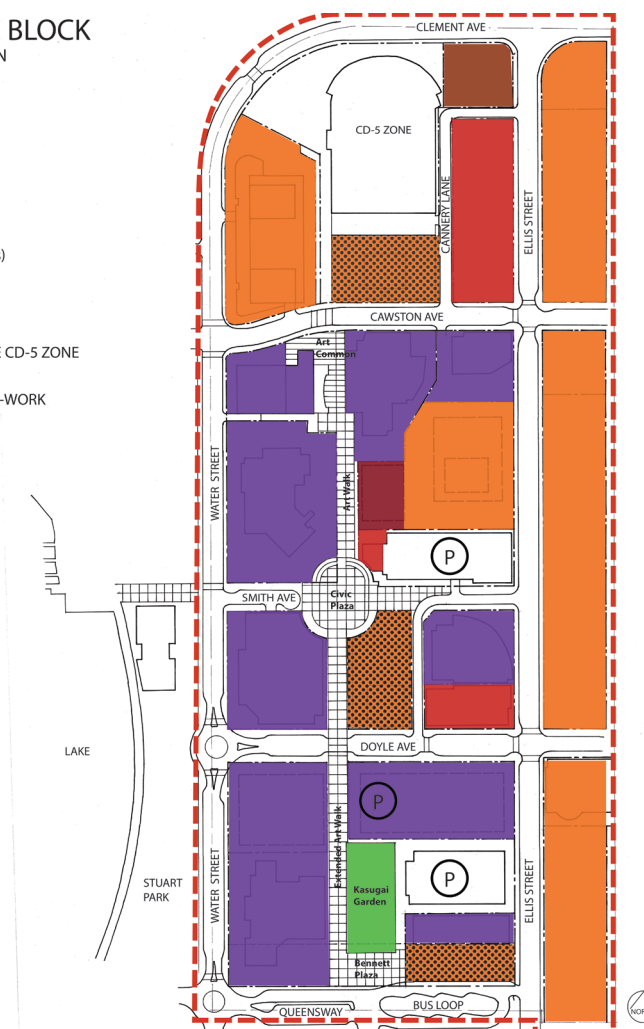 BLOCK
N
CLEMENT AVE
CD-5 ZONE
CANNERY LANE
ELLIS STREET
)
CAWSTON AVE
Art
Common
E CD-5 ZONE
-WORK
WATER STREET
Art Walk
P
SMITH AVE
Civic
Plaza
DOYLE AVE
LAKE
P
Extended Art Walk
STUART
PARK
WATER STREET
Kasugai
Garden
P
ELLIS STREET
Bennett
Plaza
QUEENSWAY
BUS LOOP